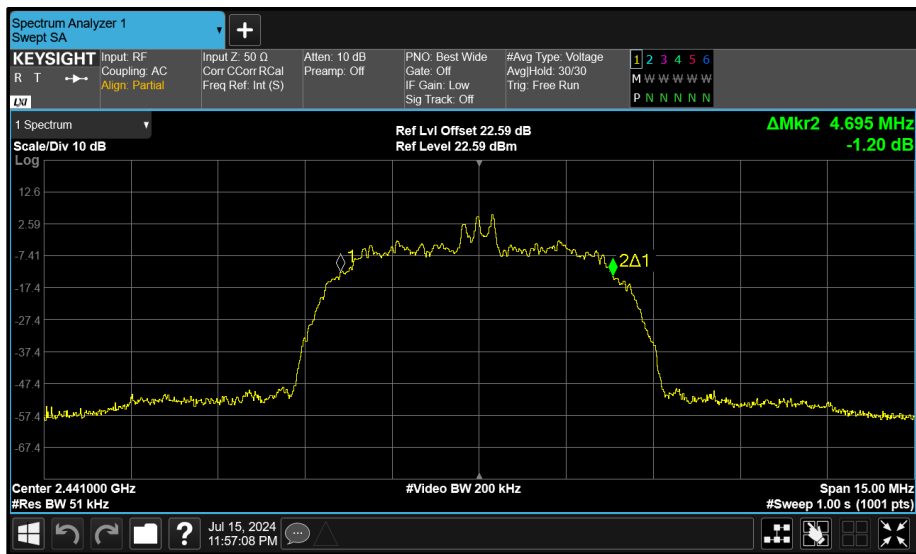 Spectrum Analyzer 1
Swept SA
KEYSIGHT
R T
LXI
Input: RF
Coupling: AC
Align: Partial
Input Z: 50 Ω
Corr CCorr RCal
Freq Ref: Int (S)
Atten: 10 dB
Preamp: Off
PNO: Best Wide
Gate: Off
IF Gain: Low
Sig Track: Off
#Avg Type: Voltage
Avg|Hold: 30/30
Trig: Free Run
1 2 3 4 5 6
M W W W W W
P N N N N N
1 Spectrum
Scale/Div 10 dB
Ref Lvl Offset 22.59 dB
Ref Level 22.59 dBm
ΔMkr2 4.695 MHz
-1.20 dB
Log
12.6
2.59
-7.41
-17.4
-27.4
-37.4
-47.4
-57.4
-67.4
1
2Δ1
Center 2.441000 GHz
#Video BW 200 kHz
Span 15.00 MHz
#Res BW 51 kHz
#Sweep 1.00 s (1001 pts)
?
Jul 15, 2024
11:57:08 PM